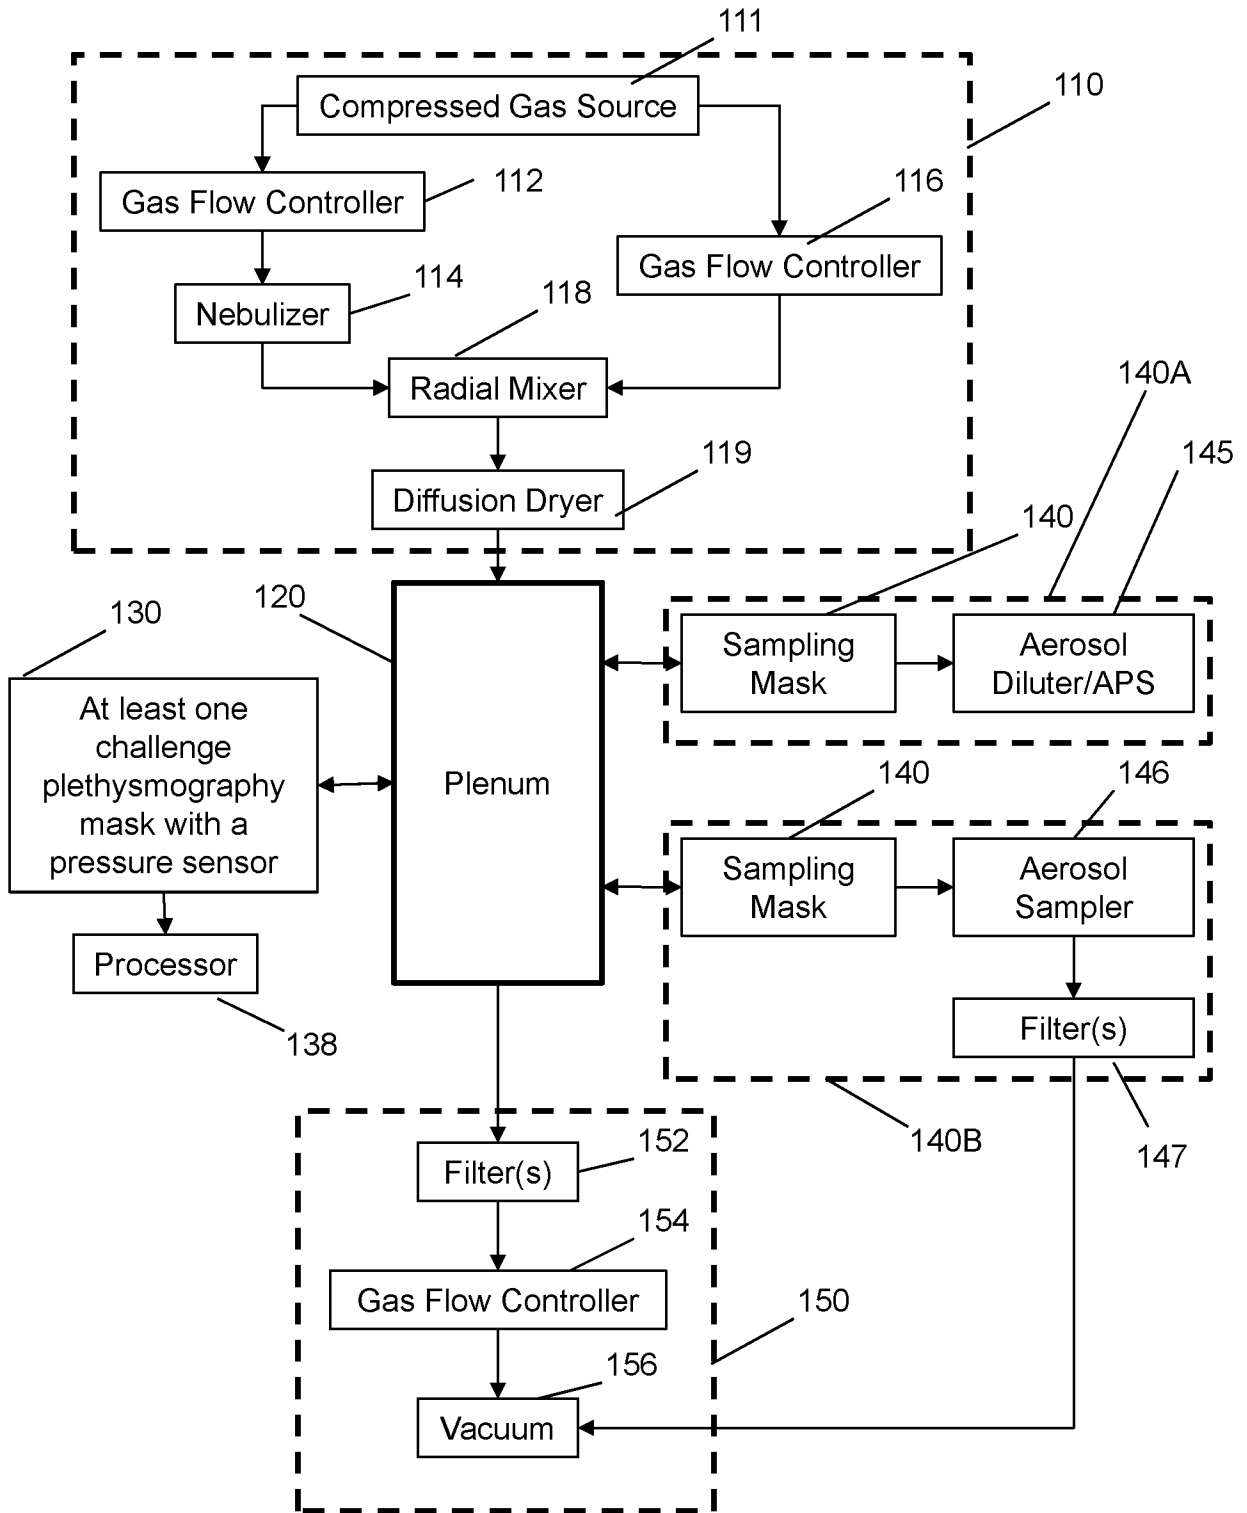 111
Compressed Gas Source
110
112
Gas Flow Controller
116
Gas Flow Controller
114
Nebulizer
118
Radial Mixer
140A
119
145
Diffusion Dryer
140
120
130
Sampling
Mask
Aerosol
Diluter/APS
At least one
challenge
plethysmography
mask with a
pressure sensor
Plenum
140
146
Sampling
Mask
Aerosol
Sampler
Processor
138
Filter(s)
140B
147
152
Filter(s)
154
Gas Flow Controller
150
156
Vacuum